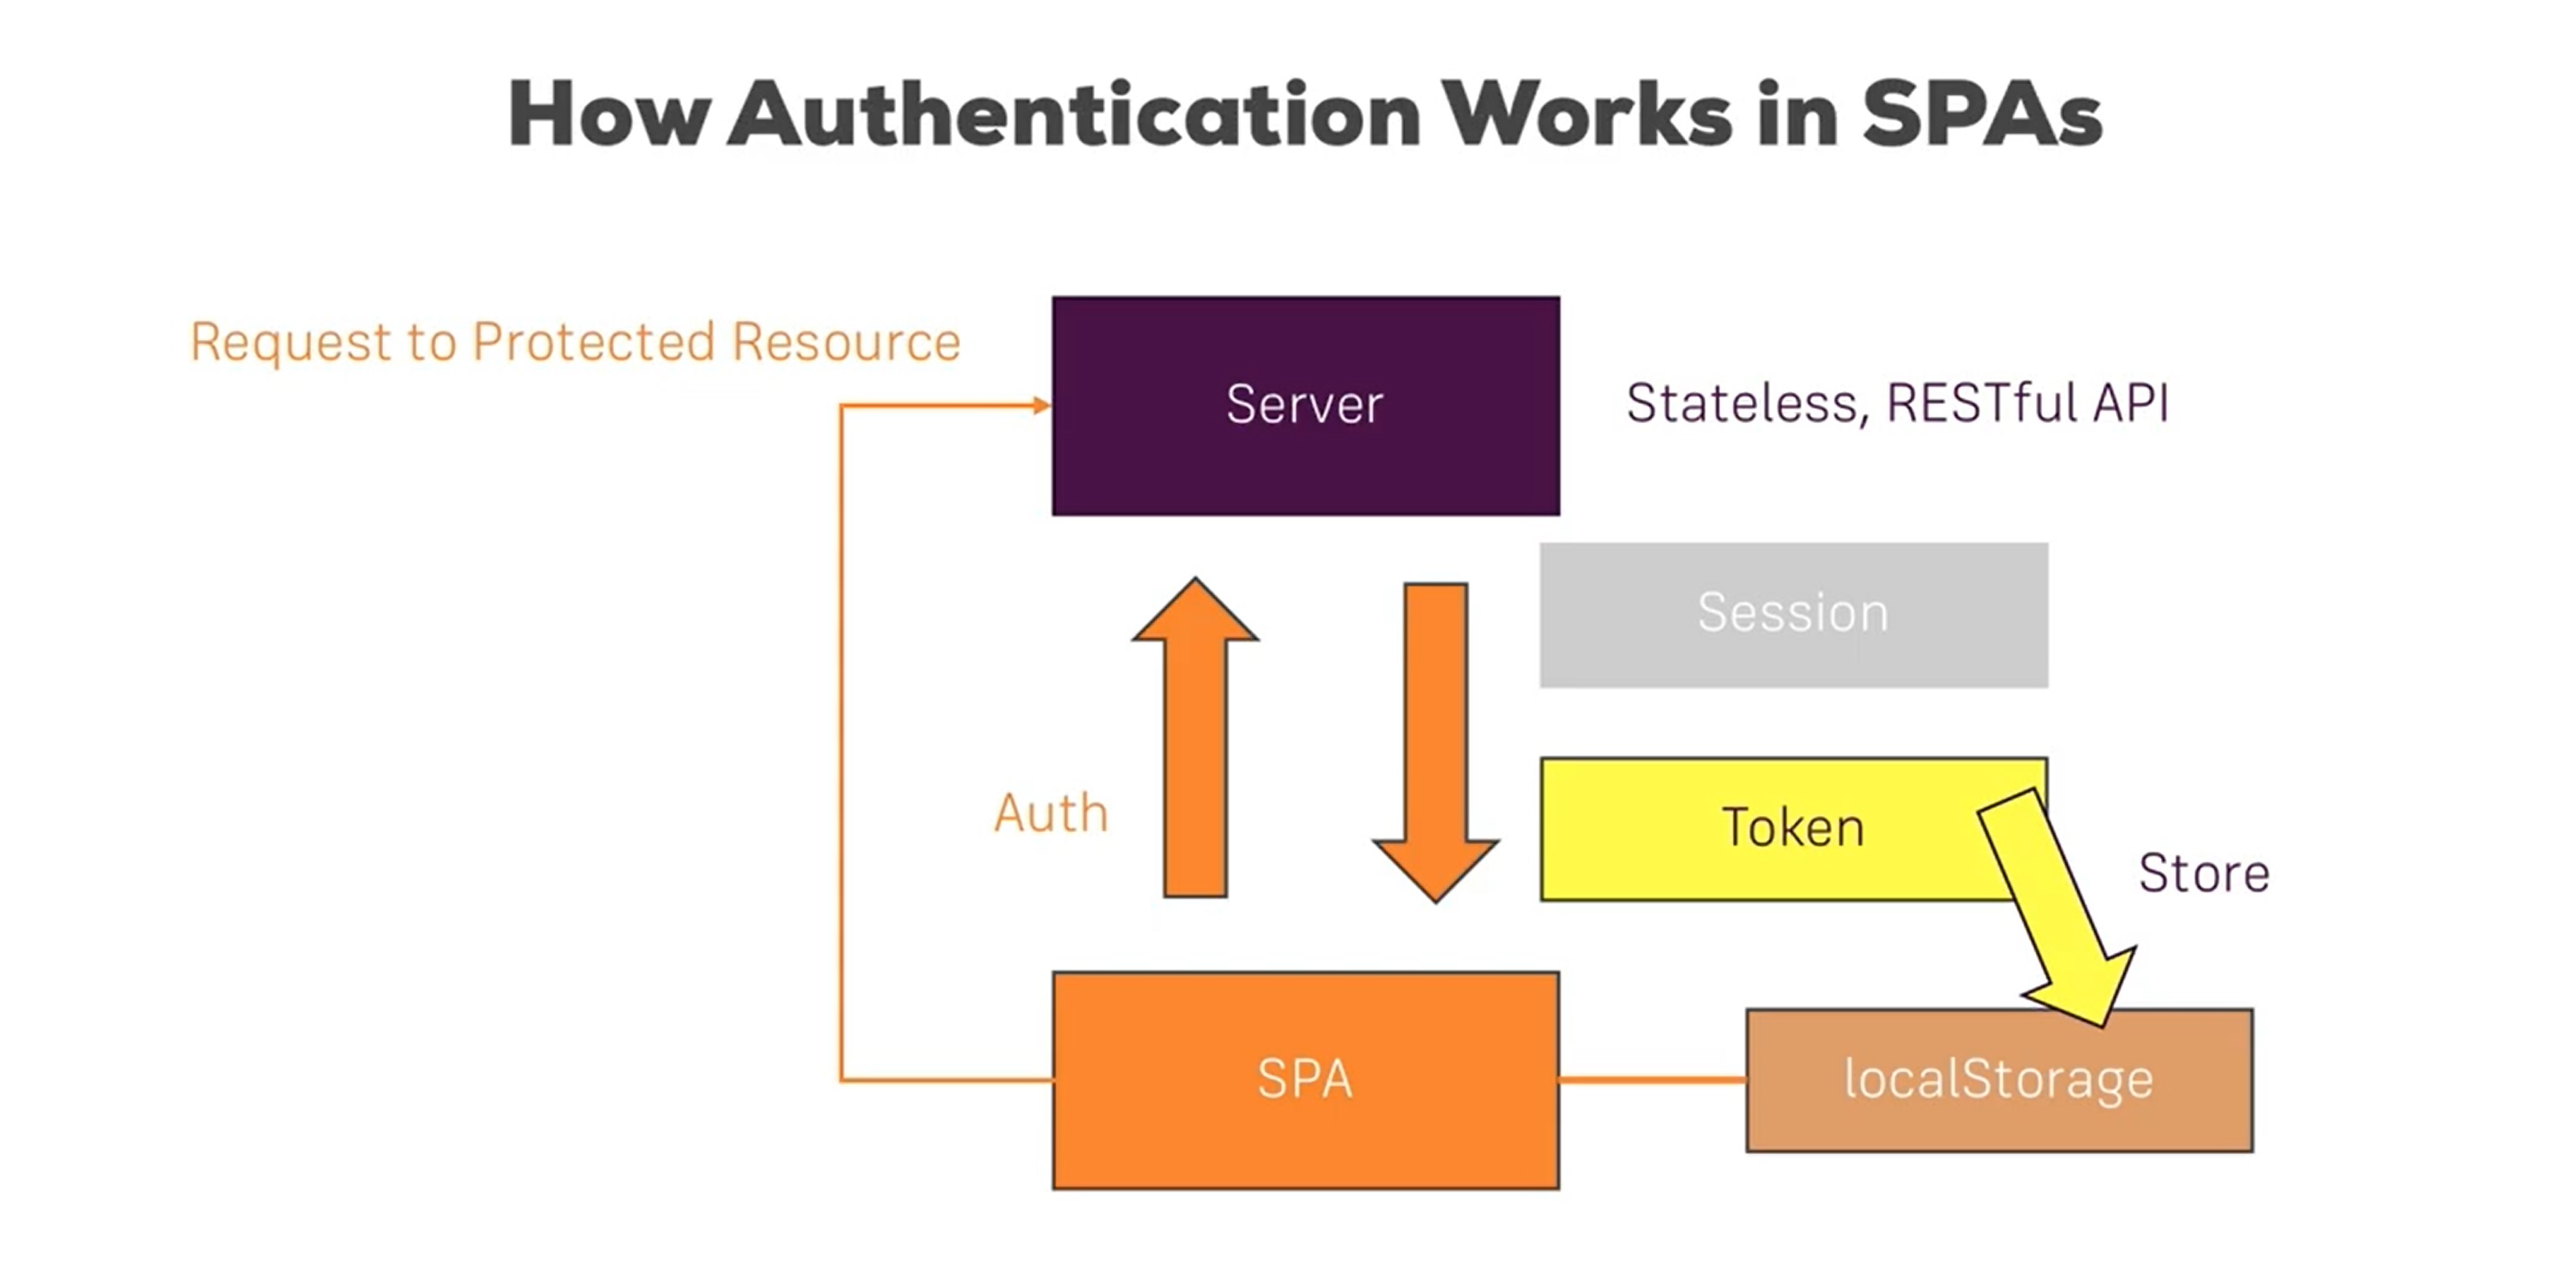 How Authentication Works in SPAs
Request to Protected Resource
Server
Stateless, RESTful API
Session
Auth
Token
Store
SPA
localStorage